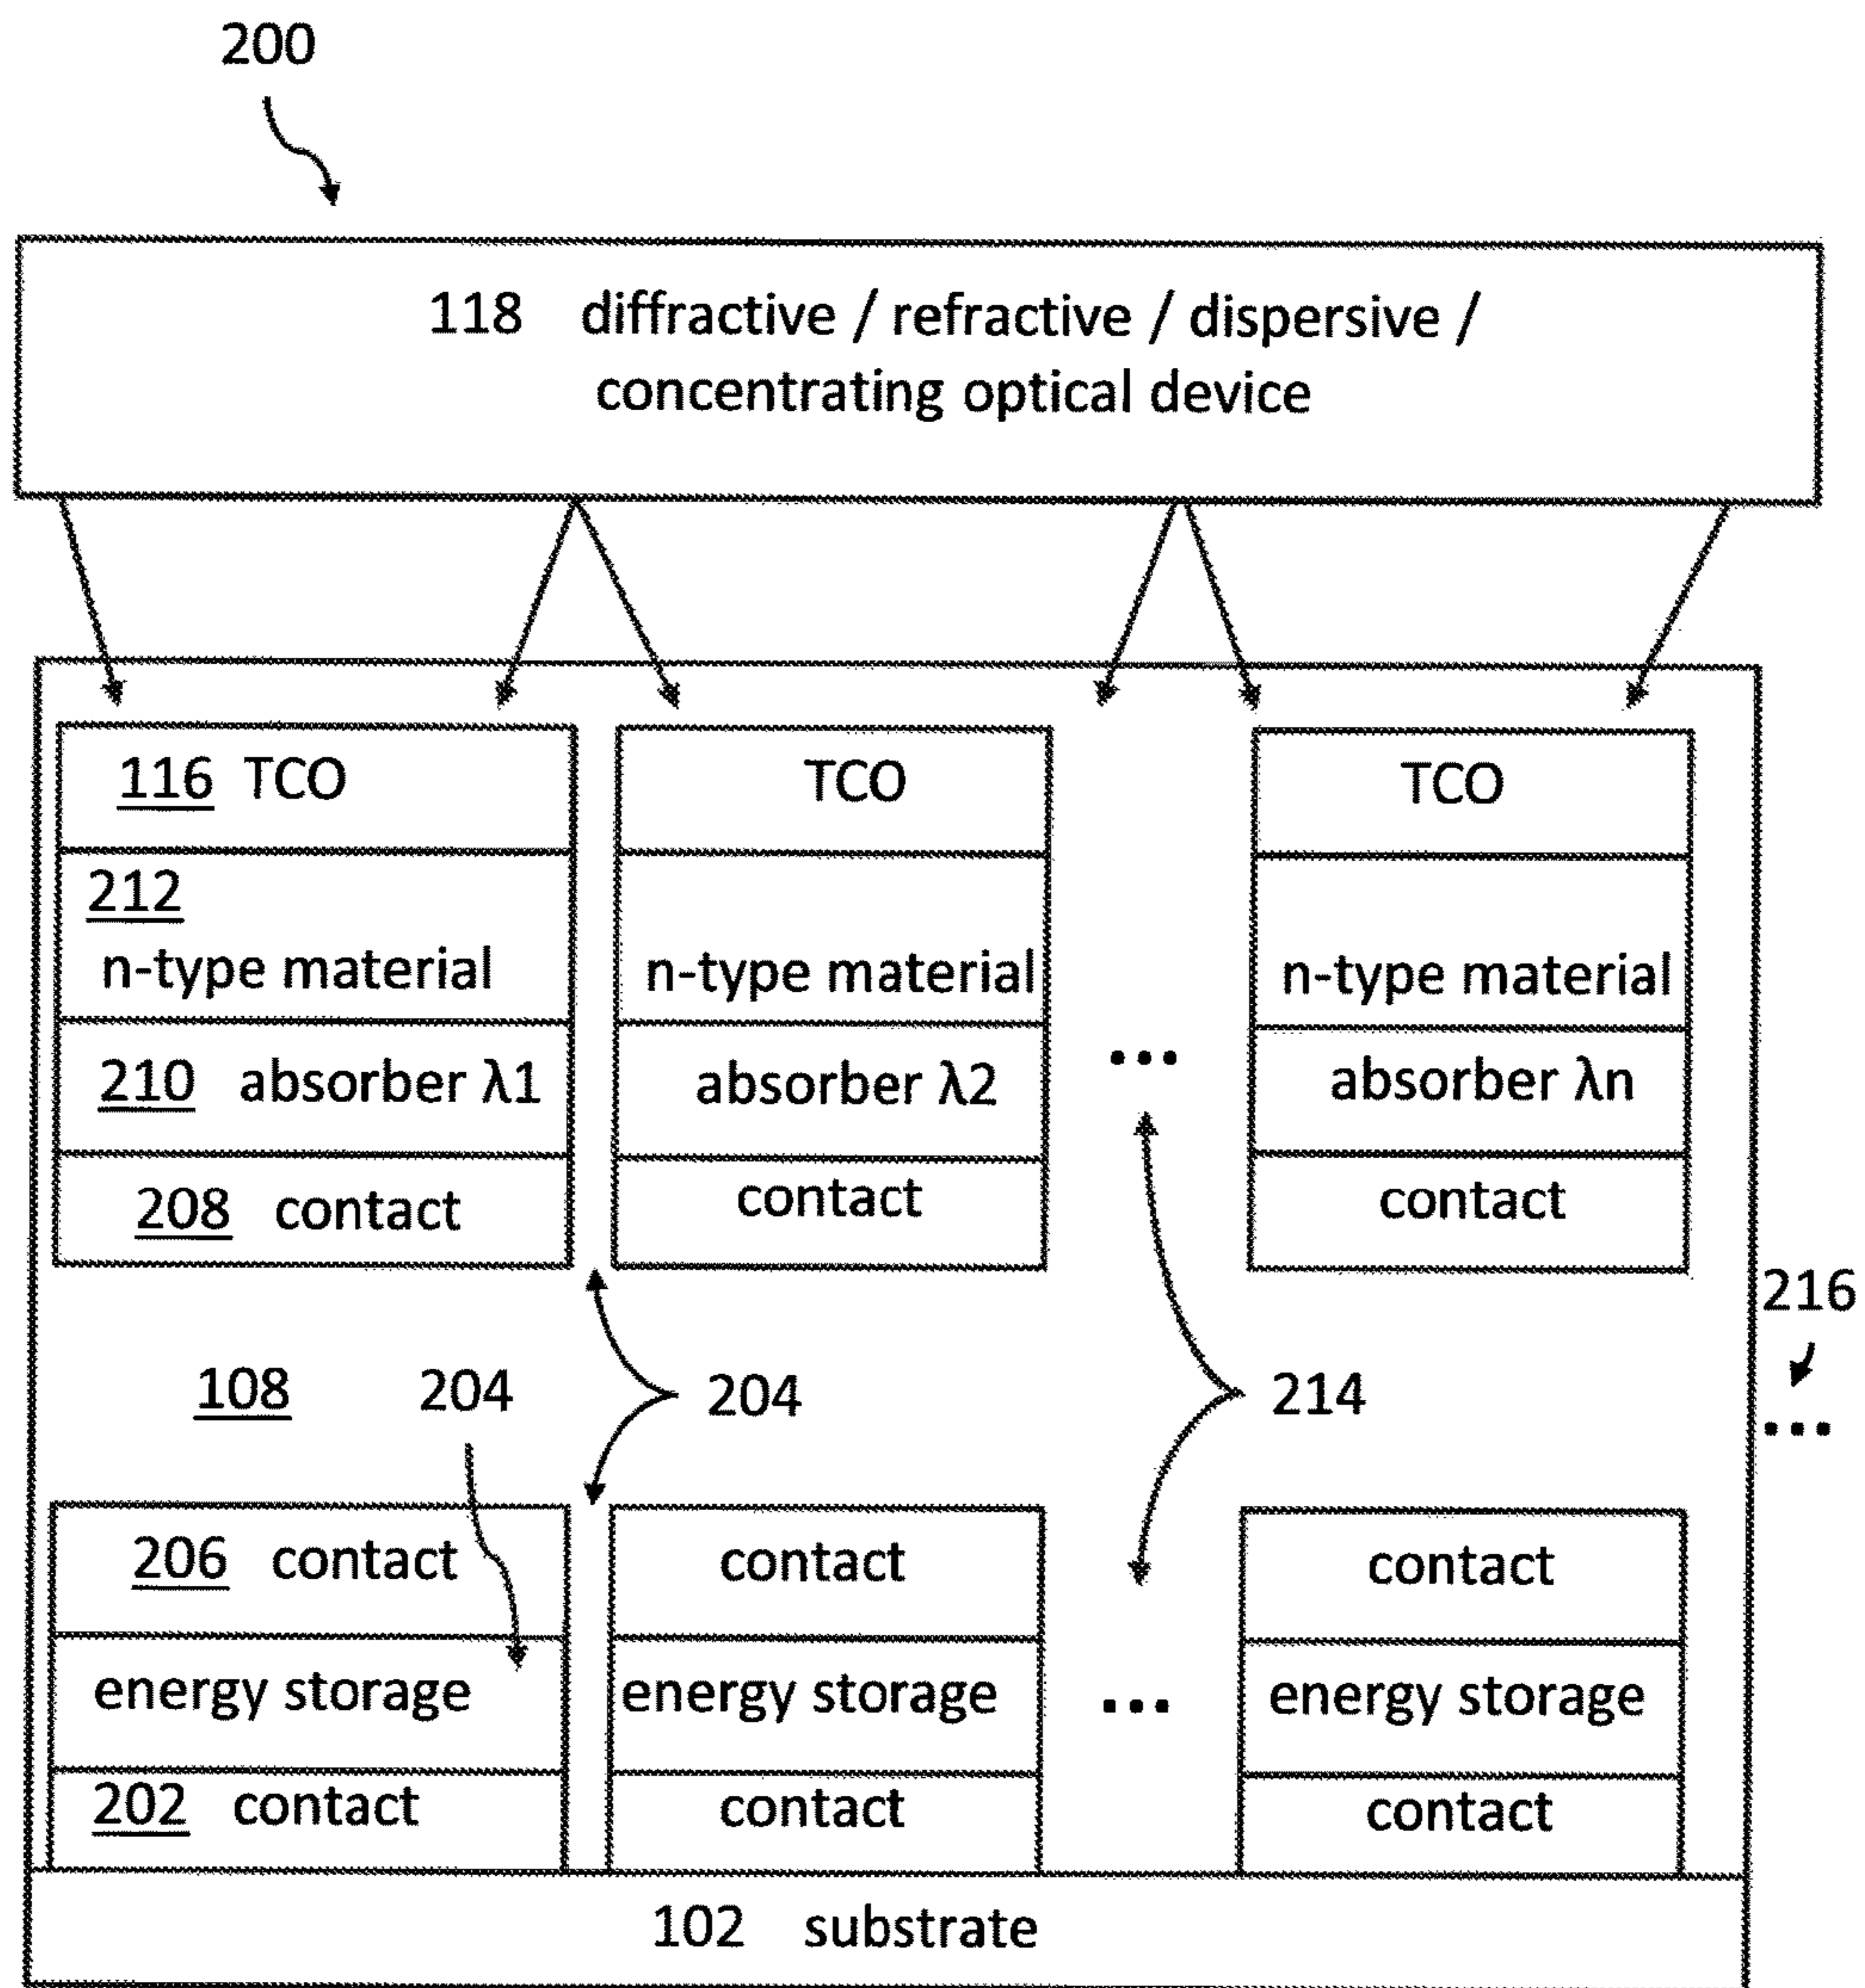 200
118 diffractive / refractive / dispersive /
concentrating optical device
116 TCO
TCO
TCO
212
n-type material
n-type material
n-type material
210 absorber λ1
absorber λ2
...
absorber λn
208 contact
contact
contact
216
...
108
204
204
214
206 contact
contact
contact
energy storage
energy storage
...
energy storage
202 contact
contact
contact
102 substrate